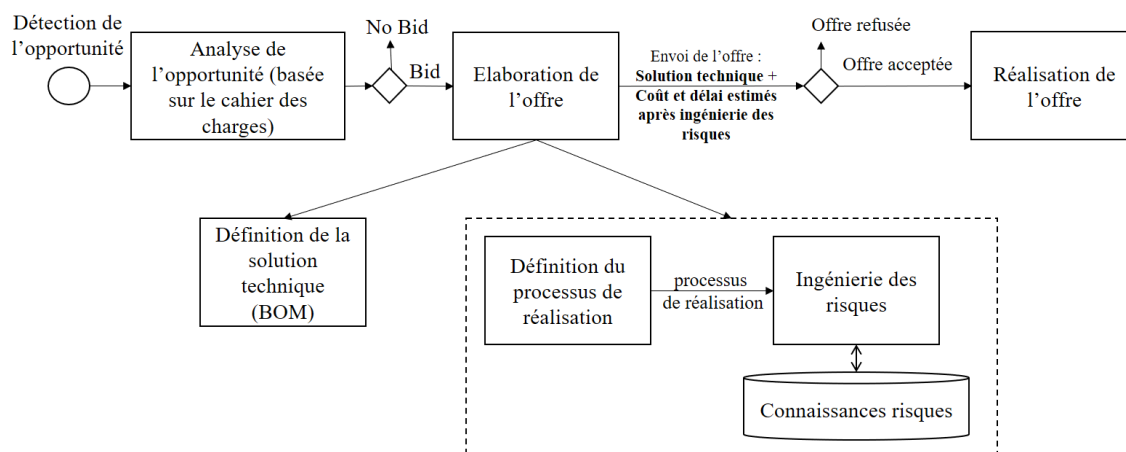 Détection de
l’opportunité
Analyse de
l’opportunité (basée
sur le cahier des
charges)
No Bid
Bid
Elaboration de
l’offre
Envoi de l’offre :
Solution technique +
Coût et délai estimés
après ingénierie des
risques
Offre refusée
Offre acceptée
Réalisation de
l’offre
Définition de la
solution
technique
(BOM)
Définition du
processus de
réalisation
processus
de réalisation
Ingénierie des
risques
Connaissances risques